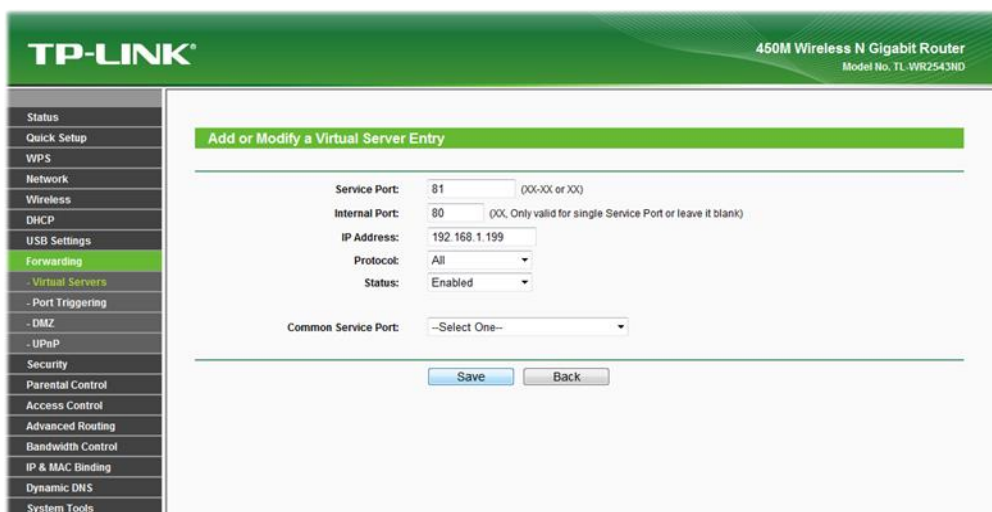 TP-LINK®
450M Wireless N Gigabit Router
Model No. TL-WR2543ND
Status
Quick Setup
WPS
Network
Wireless
DHCP
USB Settings
Forwarding
- Virtual Servers
- Port Triggering
- DMZ
- UPnP
Security
Parental Control
Access Control
Advanced Routing
Bandwidth Control
IP & MAC Binding
Dynamic DNS
System Tools
Add or Modify a Virtual Server Entry
Service Port: 81 (XX-XX or XX)
Internal Port: 80 (XX, Only valid for single Service Port or leave it blank)
IP Address: 192.168.1.199
Protocol: All
Status: Enabled
Common Service Port: --Select One--
Save Back